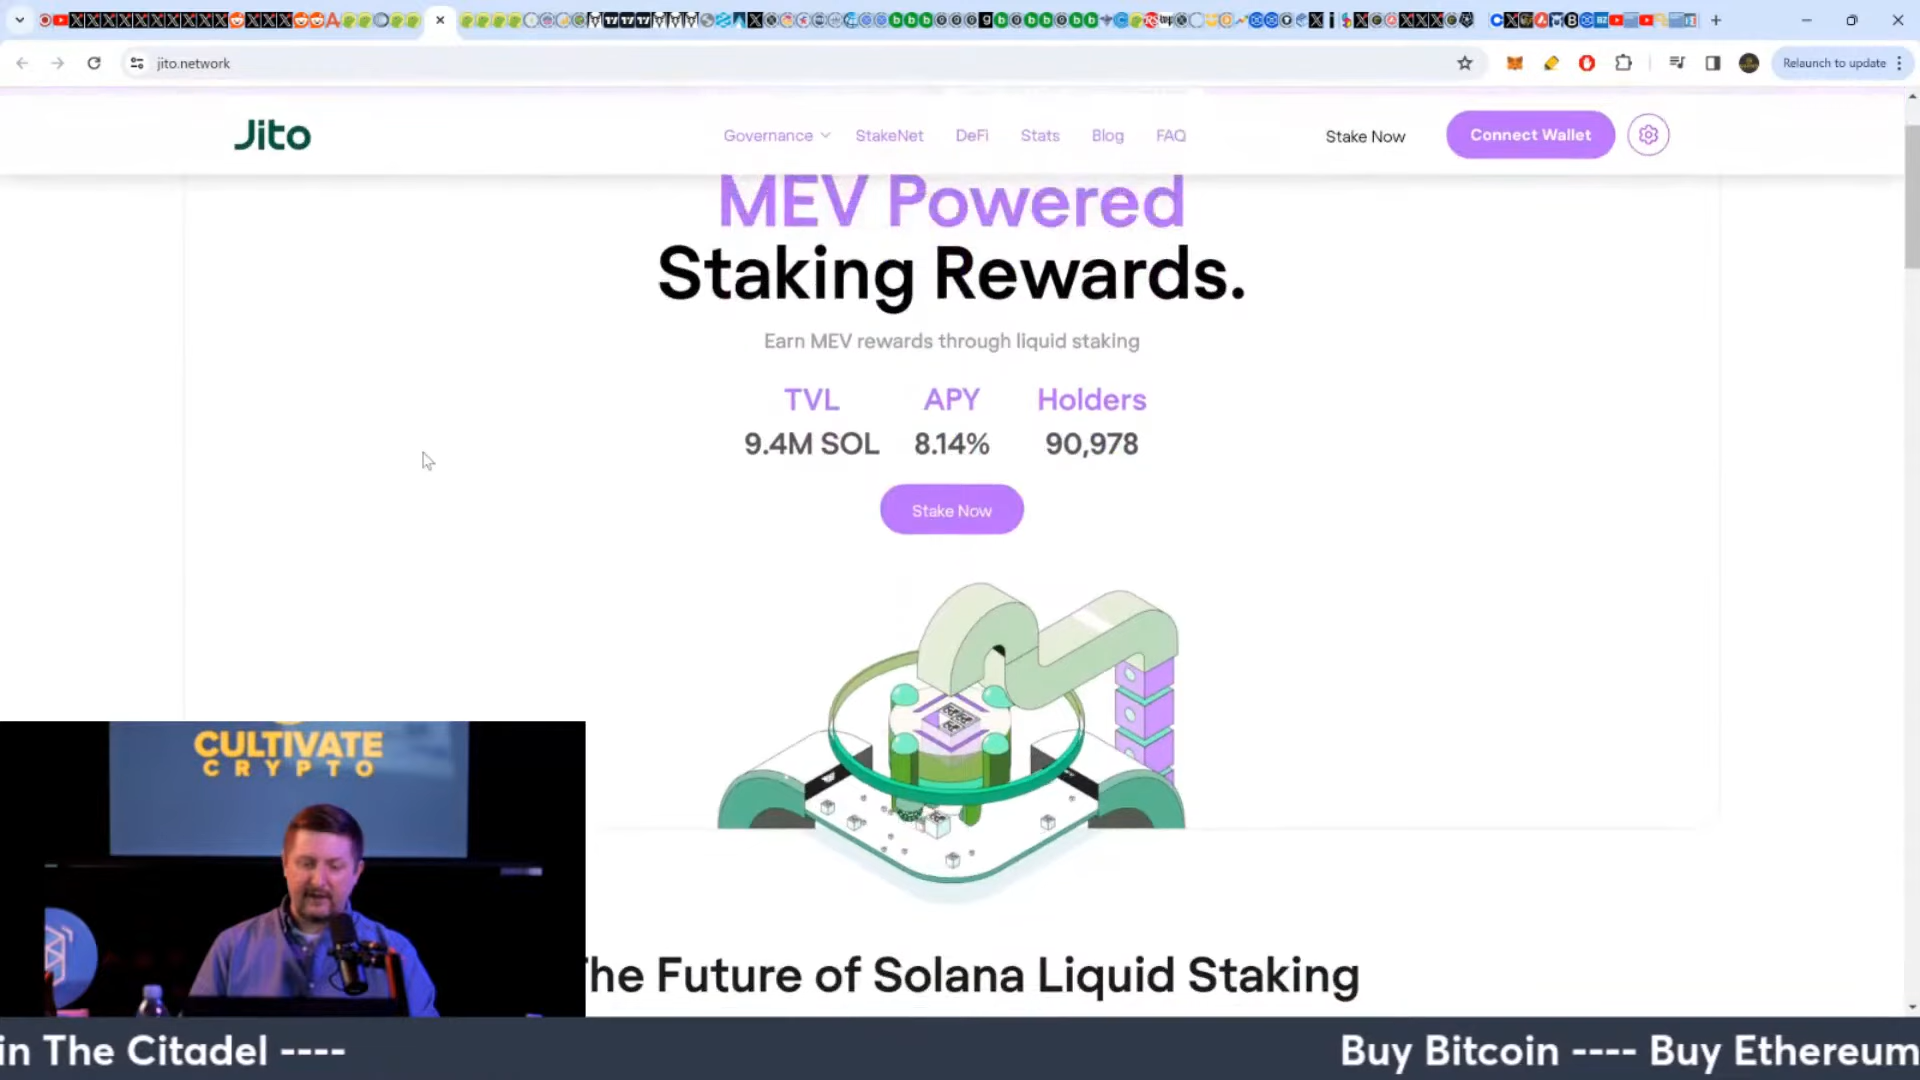 jito.network
Relaunch to update
Jito
Governance StakeNet DeFi Stats Blog FAQ
Stake Now
Connect Wallet
MEV Powered
Staking Rewards.
Earn MEV rewards through liquid staking
TVL APY Holders
9.4M SOL 8.14% 90,978
Stake Now
CULTIVATE
CRYPTO
he Future of Solana Liquid Staking
in The Citadel ---- Buy Bitcoin ---- Buy Ethereum